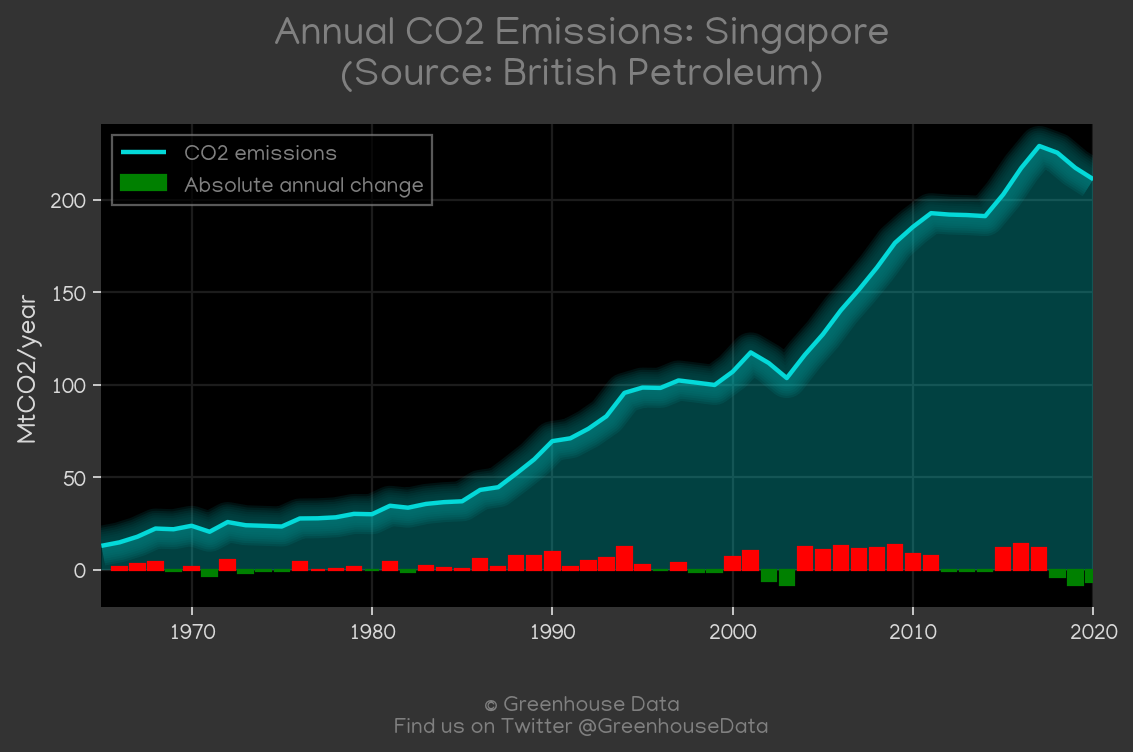 Annual CO2 Emissions: Singapore
(Source: British Petroleum)
CO2 emissions
Absolute annual change
MtCO2/year
200
150
100
50
0
1970 1980 1990 2000 2010 2020
© Greenhouse Data
Find us on Twitter @GreenhouseData